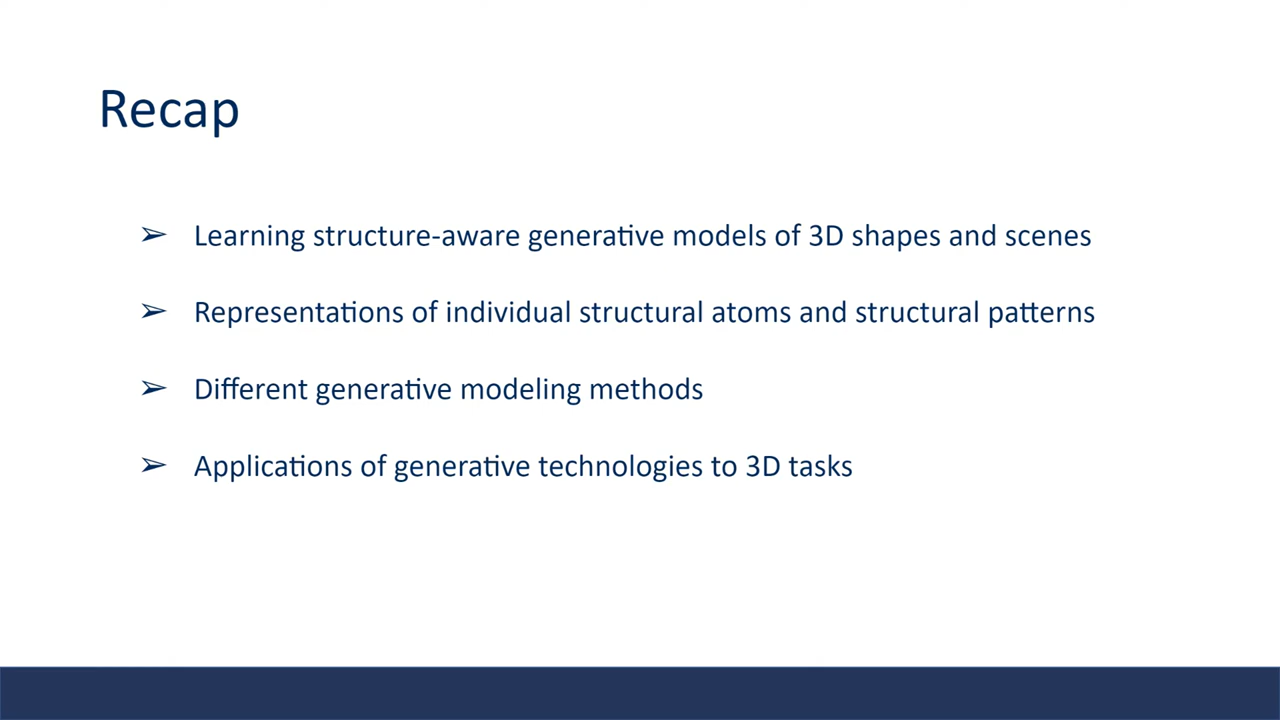 Recap
➢ Learning structure-aware generative models of 3D shapes and scenes
➢ Representations of individual structural atoms and structural patterns
➢ Different generative modeling methods
➢ Applications of generative technologies to 3D tasks